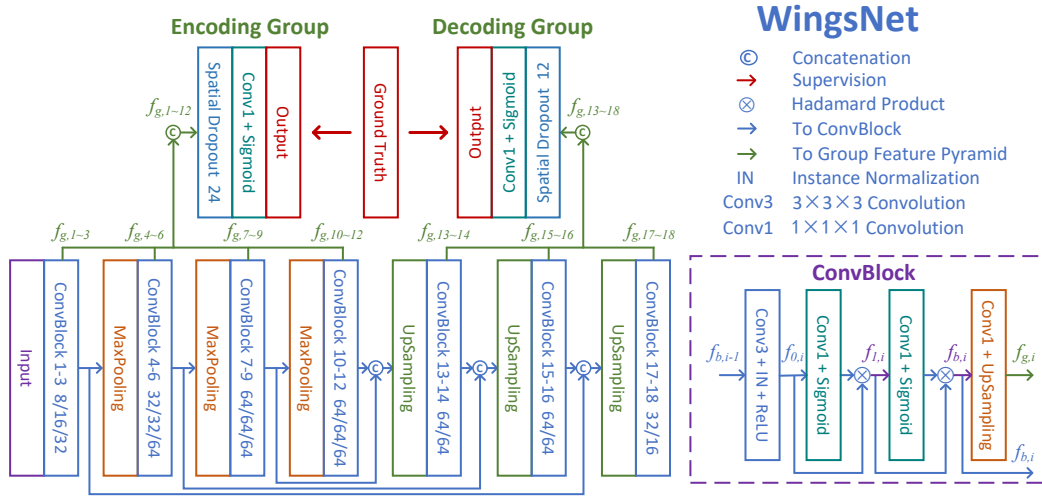 Encoding Group
Decoding Group
WingsNet
f_{g,1~12}
Spatial Dropout 24
Conv1 + Sigmoid
Output
Ground Truth
Output
Conv1 + Sigmoid
Spatial Dropout 12
f_{g,13~18}
C
C
C Concatenation
Supervision
Hadamard Product
To ConvBlock
To Group Feature Pyramid
IN Instance Normalization
Conv3 3×3×3 Convolution
Conv1 1×1×1 Convolution
f_{g,1~3}
f_{g,4~6}
f_{g,7~9}
f_{g,10~12}
f_{g,13~14}
f_{g,15~16}
f_{g,17~18}
Input
ConvBlock 1-3 8/16/32
MaxPooling
ConvBlock 4-6 32/32/64
MaxPooling
ConvBlock 7-9 64/64/64
MaxPooling
ConvBlock 10-12 64/64/64
C
UpSampling
ConvBlock 13-14 64/64
C
UpSampling
ConvBlock 15-16 64/64
C
UpSampling
ConvBlock 17-18 32/16
ConvBlock
f_{b,i-1}
Conv3 + IN + ReLU
f_{0,i}
Conv1 + Sigmoid
f_{1,i}
Conv1 + Sigmoid
f_{b,i}
Conv1 + UpSampling
f_{g,i}
f_{b,i}